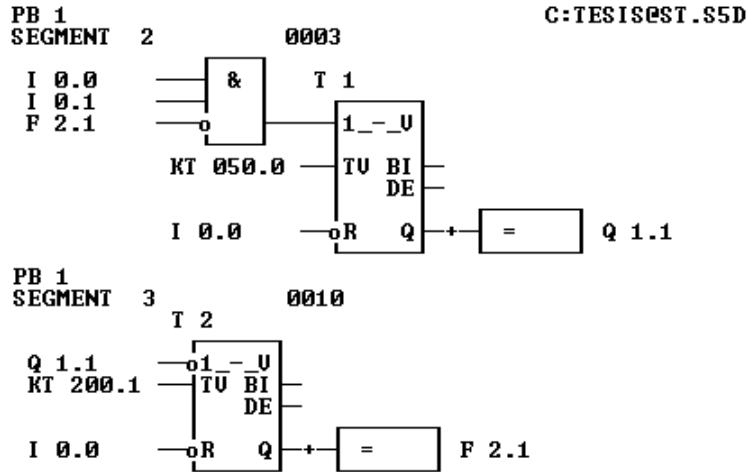 PB 1 C:TESIS@ST.S5D
SEGMENT 2 0003
I 0.0 & T 1
I 0.1
F 2.1 1_-_V
KT 050.0 TV BI
DE
I 0.0 R Q + = Q 1.1
PB 1
SEGMENT 3 0010
T 2
Q 1.1 1_-_V
KT 200.1 TV BI
DE
I 0.0 R Q + = F 2.1